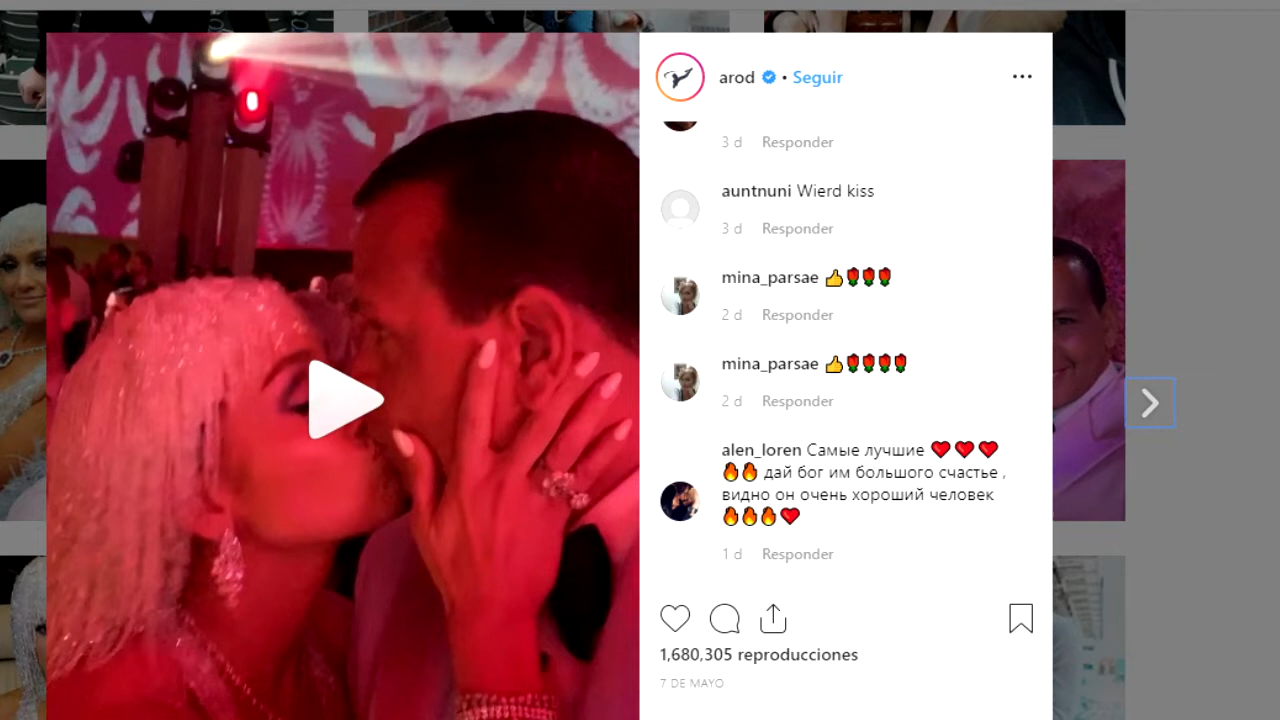 arod • Seguir
3 d Responder
auntnuni Wierd kiss
3 d Responder
mina_parsae 👍🌹🌹🌹
2 d Responder
mina_parsae 👍🌹🌹🌹🌹
2 d Responder
alen_loren Самые лучшие ❤️❤️❤️
🔥🔥 дай бог им большого счастье ,
видно он очень хороший человек
🔥🔥🔥❤️
1 d Responder
1,680,305 reproducciones
7 DE MAYO